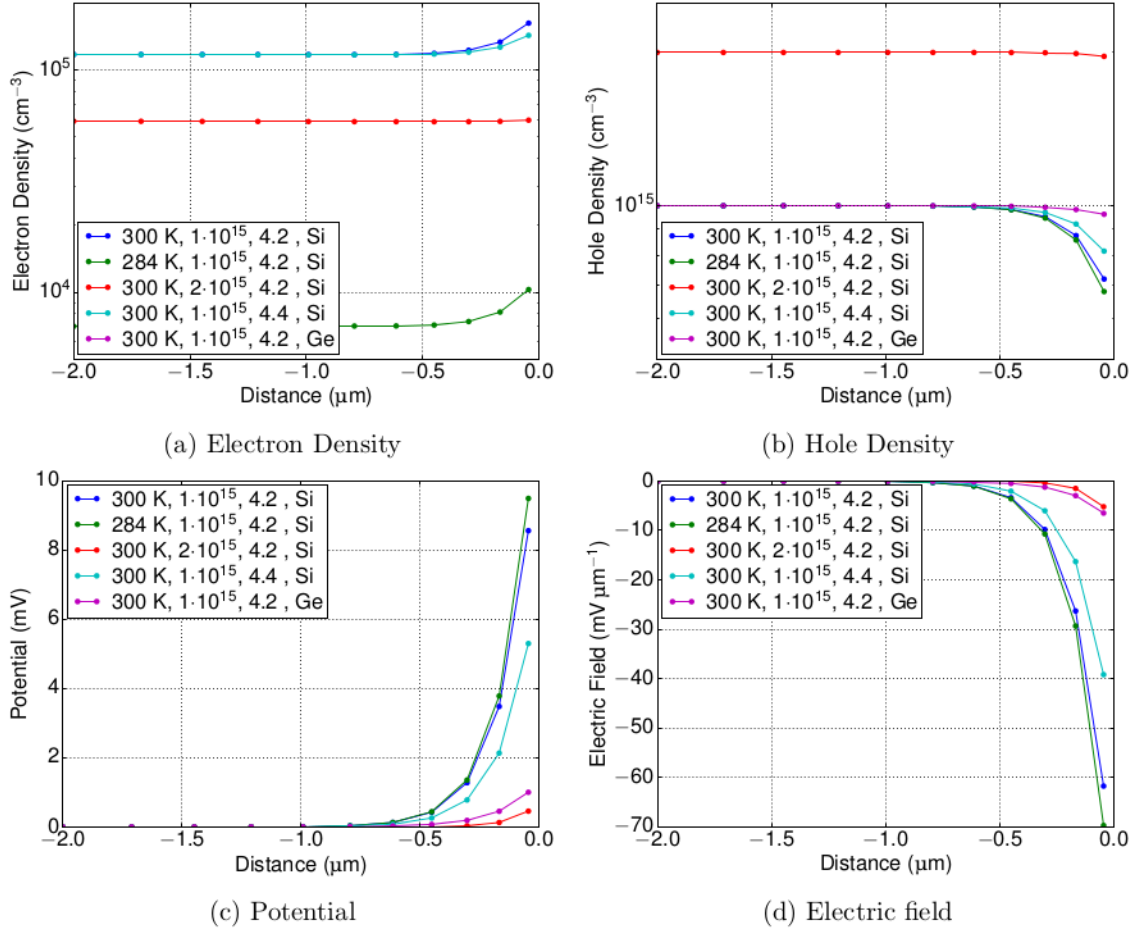 Electron Density (cm⁻³)
10⁵
10⁴
300 K, 1·10¹⁵, 4.2 , Si
284 K, 1·10¹⁵, 4.2 , Si
300 K, 2·10¹⁵, 4.2 , Si
300 K, 1·10¹⁵, 4.4 , Si
300 K, 1·10¹⁵, 4.2 , Ge
−2.0 −1.5 −1.0 −0.5 0.0
Distance (μm)
(a) Electron Density
Hole Density (cm⁻³)
10¹⁵
300 K, 1·10¹⁵, 4.2 , Si
284 K, 1·10¹⁵, 4.2 , Si
300 K, 2·10¹⁵, 4.2 , Si
300 K, 1·10¹⁵, 4.4 , Si
300 K, 1·10¹⁵, 4.2 , Ge
−2.0 −1.5 −1.0 −0.5 0.0
Distance (μm)
(b) Hole Density
Potential (mV)
10
8
6
4
2
0
300 K, 1·10¹⁵, 4.2 , Si
284 K, 1·10¹⁵, 4.2 , Si
300 K, 2·10¹⁵, 4.2 , Si
300 K, 1·10¹⁵, 4.4 , Si
300 K, 1·10¹⁵, 4.2 , Ge
−2.0 −1.5 −1.0 −0.5 0.0
Distance (μm)
(c) Potential
Electric Field (mV μm⁻¹)
0
−10
−20
−30
−40
−50
−60
−70
300 K, 1·10¹⁵, 4.2 , Si
284 K, 1·10¹⁵, 4.2 , Si
300 K, 2·10¹⁵, 4.2 , Si
300 K, 1·10¹⁵, 4.4 , Si
300 K, 1·10¹⁵, 4.2 , Ge
−2.0 −1.5 −1.0 −0.5 0.0
Distance (μm)
(d) Electric field